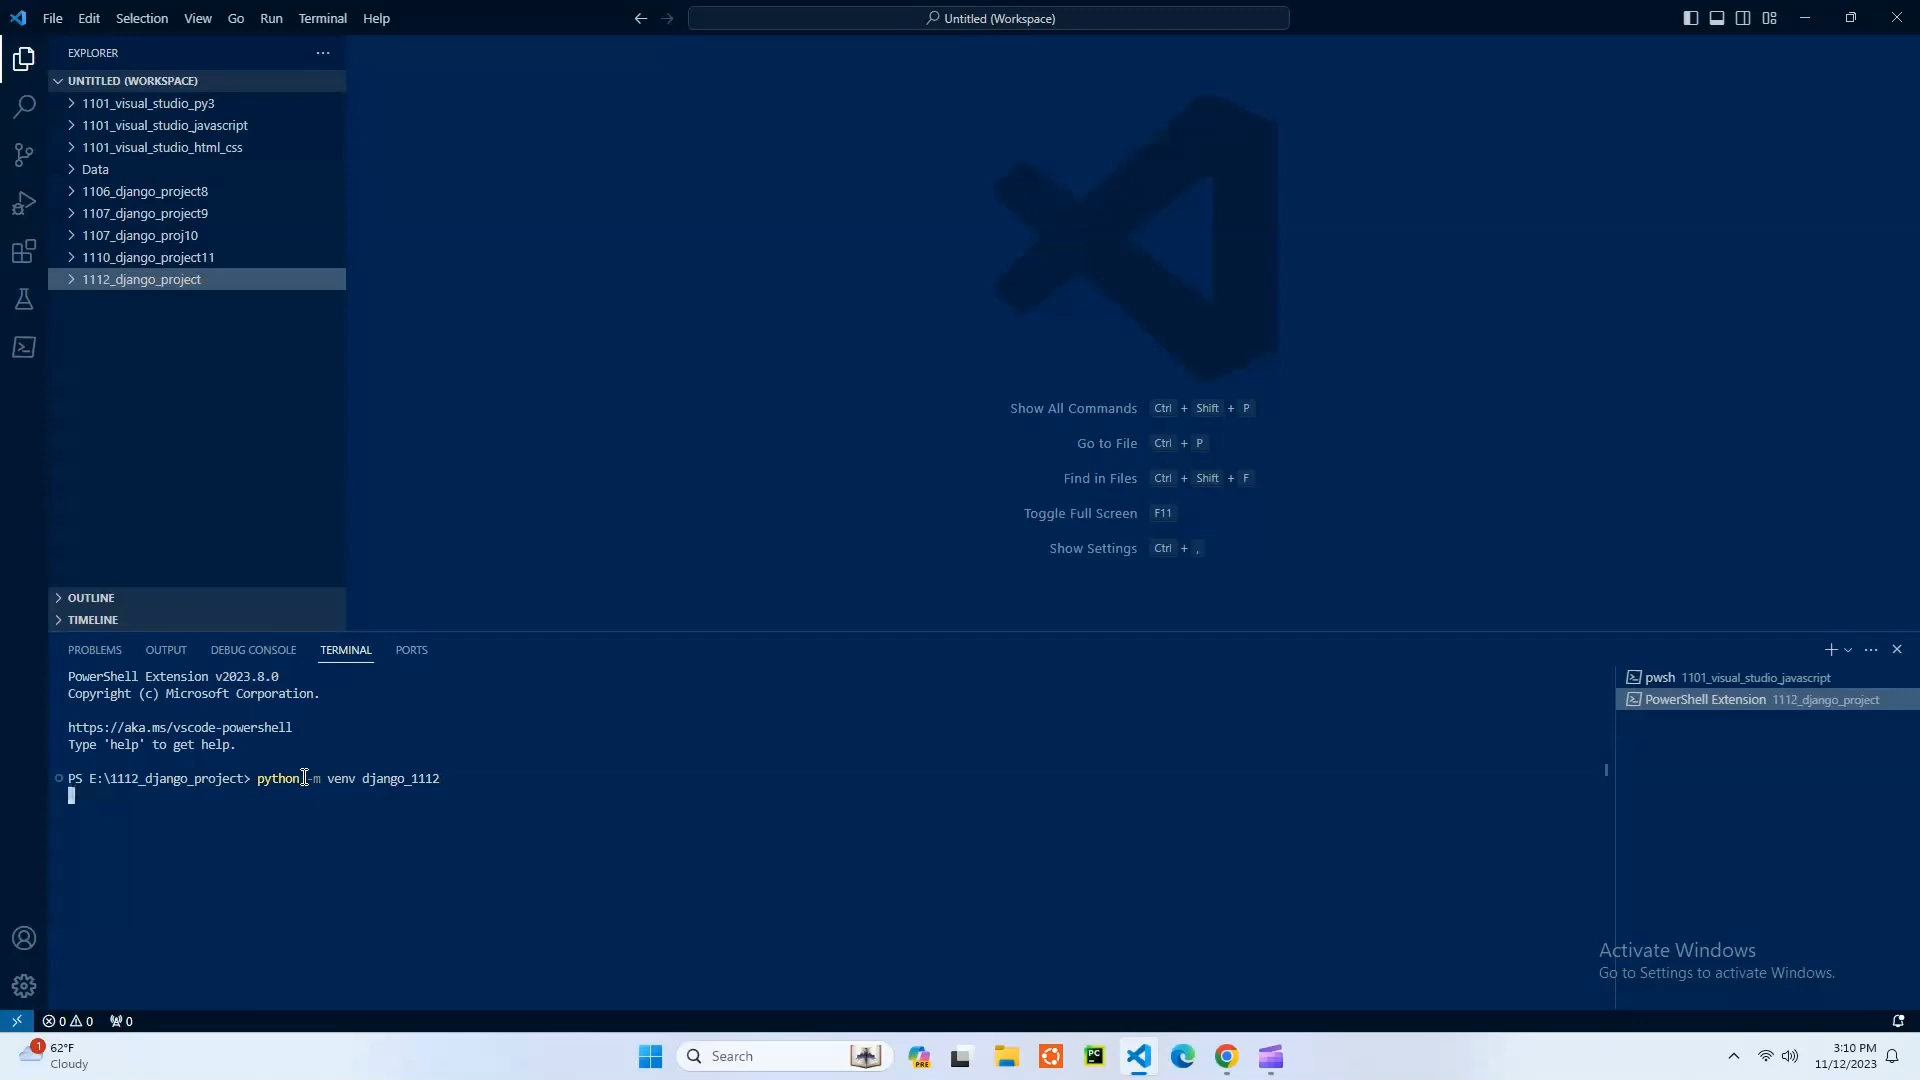 File Edit Selection View Go Run Terminal Help
Untitled (Workspace)
EXPLORER
UNTITLED (WORKSPACE)
1101_visual_studio_py3
1101_visual_studio_javascript
1101_visual_studio_html_css
Data
1106_django_project8
1107_django_project9
1107_django_proj10
1110_django_project11
1112_django_project
Show All Commands Ctrl + Shift + P
Go to File Ctrl + P
Find in Files Ctrl + Shift + F
Toggle Full Screen F11
Show Settings Ctrl + ,
OUTLINE
TIMELINE
PROBLEMS OUTPUT DEBUG CONSOLE TERMINAL PORTS
PowerShell Extension v2023.8.0
Copyright (c) Microsoft Corporation.
https://aka.ms/vscode-powershell
Type 'help' to get help.
PS E:\1112_django_project> python -m venv django_1112
pwsh 1101_visual_studio_javascript
PowerShell Extension 1112_django_project
Activate Windows
Go to Settings to activate Windows.
0 0 0
1
62°F
Cloudy
Search
PRE
PC
3:10 PM
11/12/2023